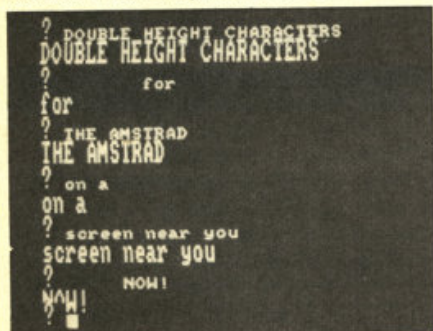 ? DOUBLE HEIGHT CHARACTERS
DOUBLE HEIGHT CHARACTERS
? for
for
? THE AMSTRAD
THE AMSTRAD
? on a
on a
? screen near you
screen near you
? NOW!
N^W!
?